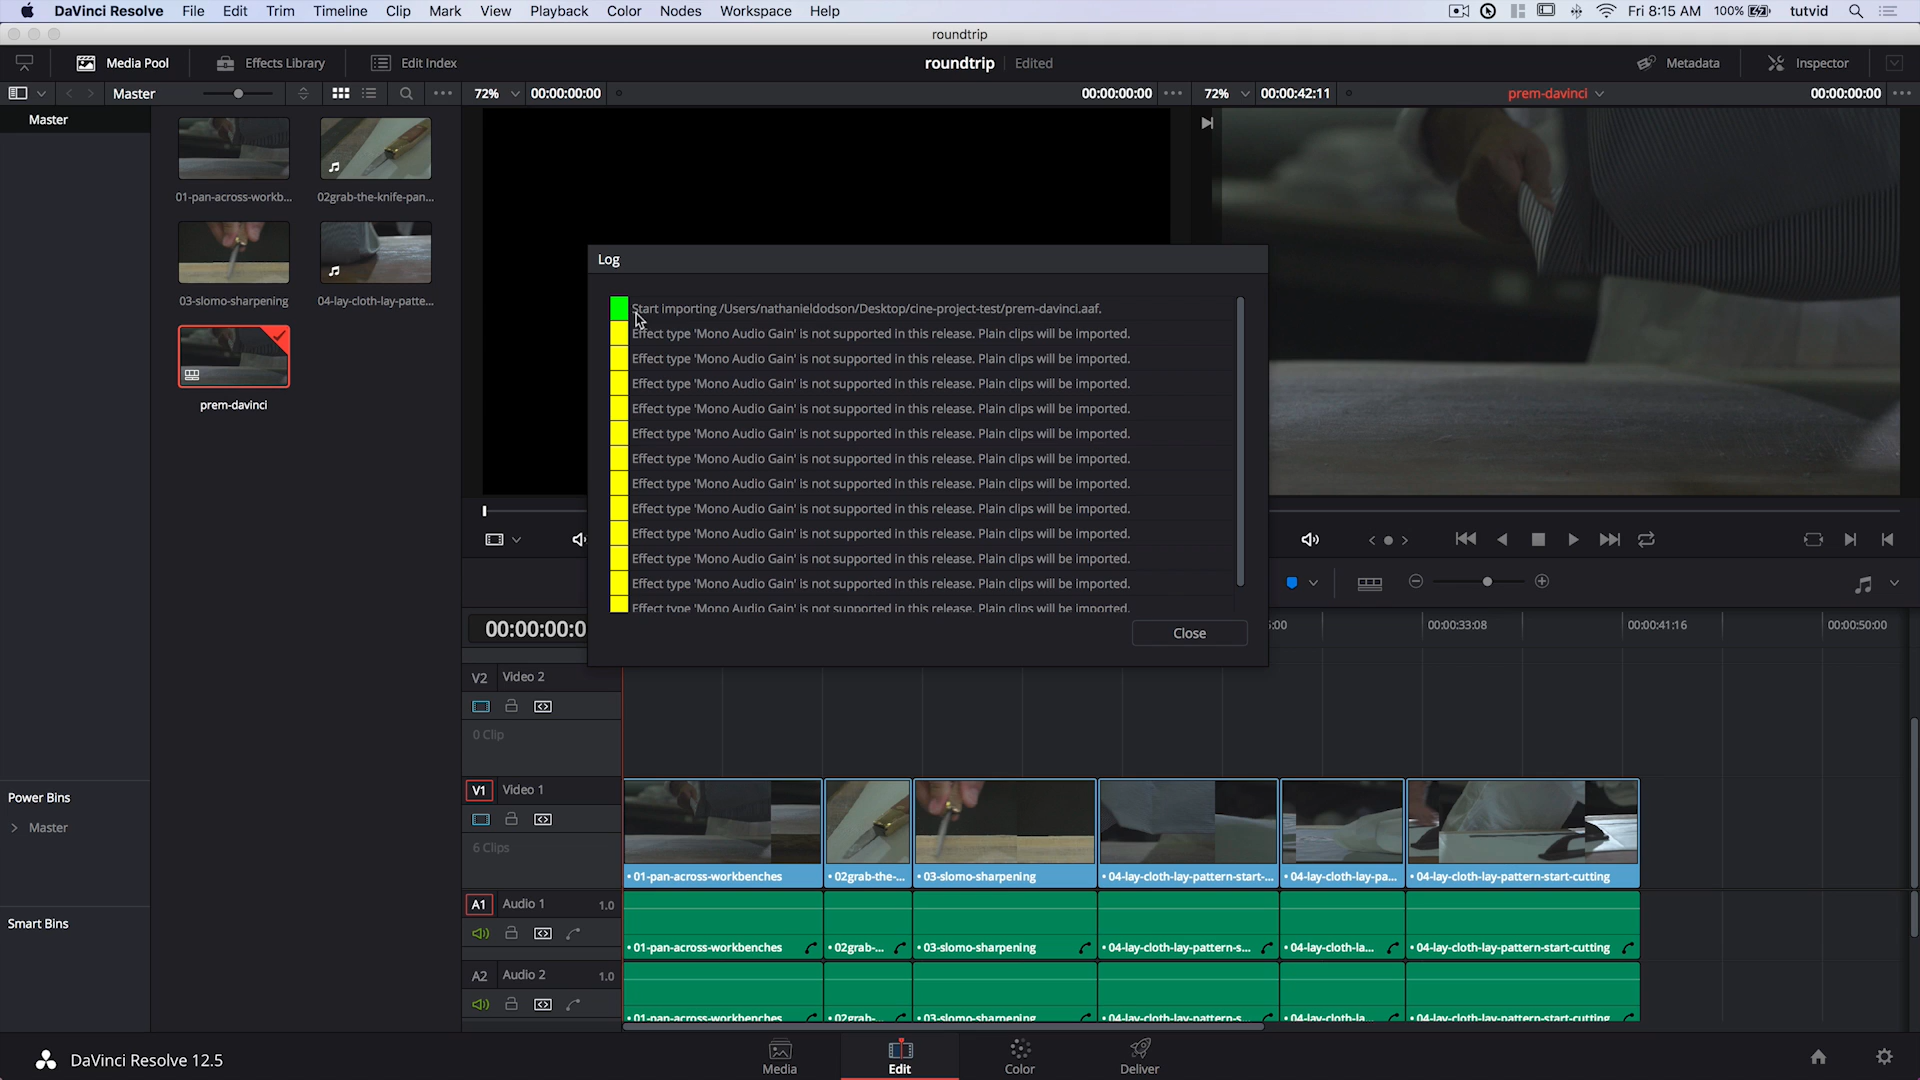 DaVinci Resolve File Edit Trim Timeline Clip Mark View Playback Color Nodes Workspace Help Fri 8:15 AM 100% tutvid
roundtrip
Media Pool Effects Library Edit Index roundtrip Edited Metadata Inspector
Master 72% 00:00:00:00 00:00:00:00 72% 00:00:42:11 prem-davinci 00:00:00:00
Master
01-pan-across-workb... 02grab-the-knife-pan...
03-slomo-sharpening 04-lay-cloth-lay-patte...
prem-davinci
Log
Start importing /Users/nathanieldodson/Desktop/cine-project-test/prem-davinci.aaf.
Effect type 'Mono Audio Gain' is not supported in this release. Plain clips will be imported.
Effect type 'Mono Audio Gain' is not supported in this release. Plain clips will be imported.
Effect type 'Mono Audio Gain' is not supported in this release. Plain clips will be imported.
Effect type 'Mono Audio Gain' is not supported in this release. Plain clips will be imported.
Effect type 'Mono Audio Gain' is not supported in this release. Plain clips will be imported.
Effect type 'Mono Audio Gain' is not supported in this release. Plain clips will be imported.
Effect type 'Mono Audio Gain' is not supported in this release. Plain clips will be imported.
Effect type 'Mono Audio Gain' is not supported in this release. Plain clips will be imported.
Effect type 'Mono Audio Gain' is not supported in this release. Plain clips will be imported.
Effect type 'Mono Audio Gain' is not supported in this release. Plain clips will be imported.
Effect type 'Mono Audio Gain' is not supported in this release. Plain clips will be imported.
Effect type 'Mono Audio Gain' is not supported in this release. Plain clips will be imported.
Close
00:00:00:0 :00 00:00:33:08 00:00:41:16 00:00:50:00
V2 Video 2
0 Clip
V1 Video 1
6 Clips
Power Bins
Master
Smart Bins
01-pan-across-workbenches 02grab-the-... 03-slomo-sharpening 04-lay-cloth-lay-pattern-start-... 04-lay-cloth-lay-pa... 04-lay-cloth-lay-pattern-start-cutting
A1 Audio 1 1.0
01-pan-across-workbenches 02grab-... 03-slomo-sharpening 04-lay-cloth-lay-pattern-s... 04-lay-cloth-la... 04-lay-cloth-lay-pattern-start-cutting
A2 Audio 2 1.0
01-pan-across-workbenches 02grab-... 03-slomo-sharpening 04-lay-cloth-lay-pattern-s... 04-lay-cloth-la... 04-lay-cloth-lay-pattern-start-cutting
DaVinci Resolve 12.5 Media Edit Color Deliver